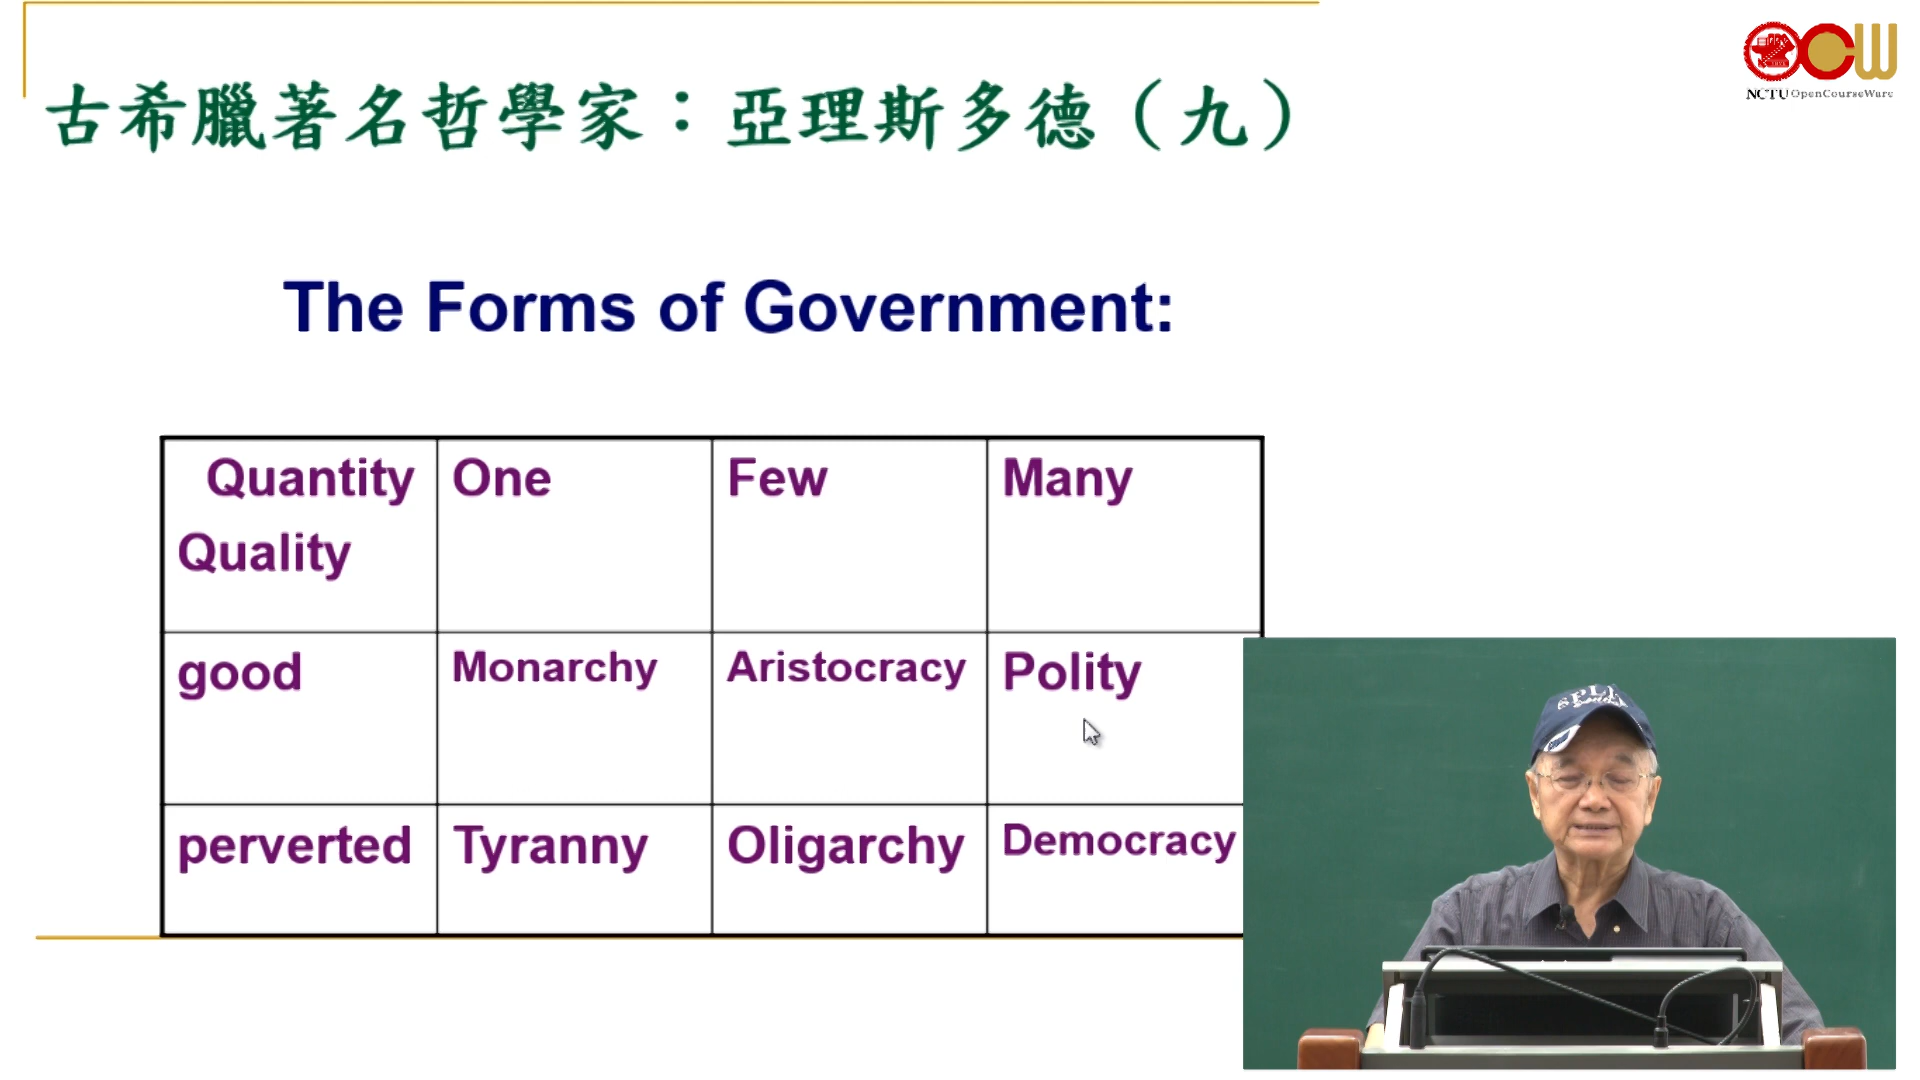 古希臘著名哲學家：亞理斯多德（九）
NCTU OpenCourseWare
The Forms of Government:
Quantity One Few Many
Quality
good Monarchy Aristocracy Polity
perverted Tyranny Oligarchy Democracy